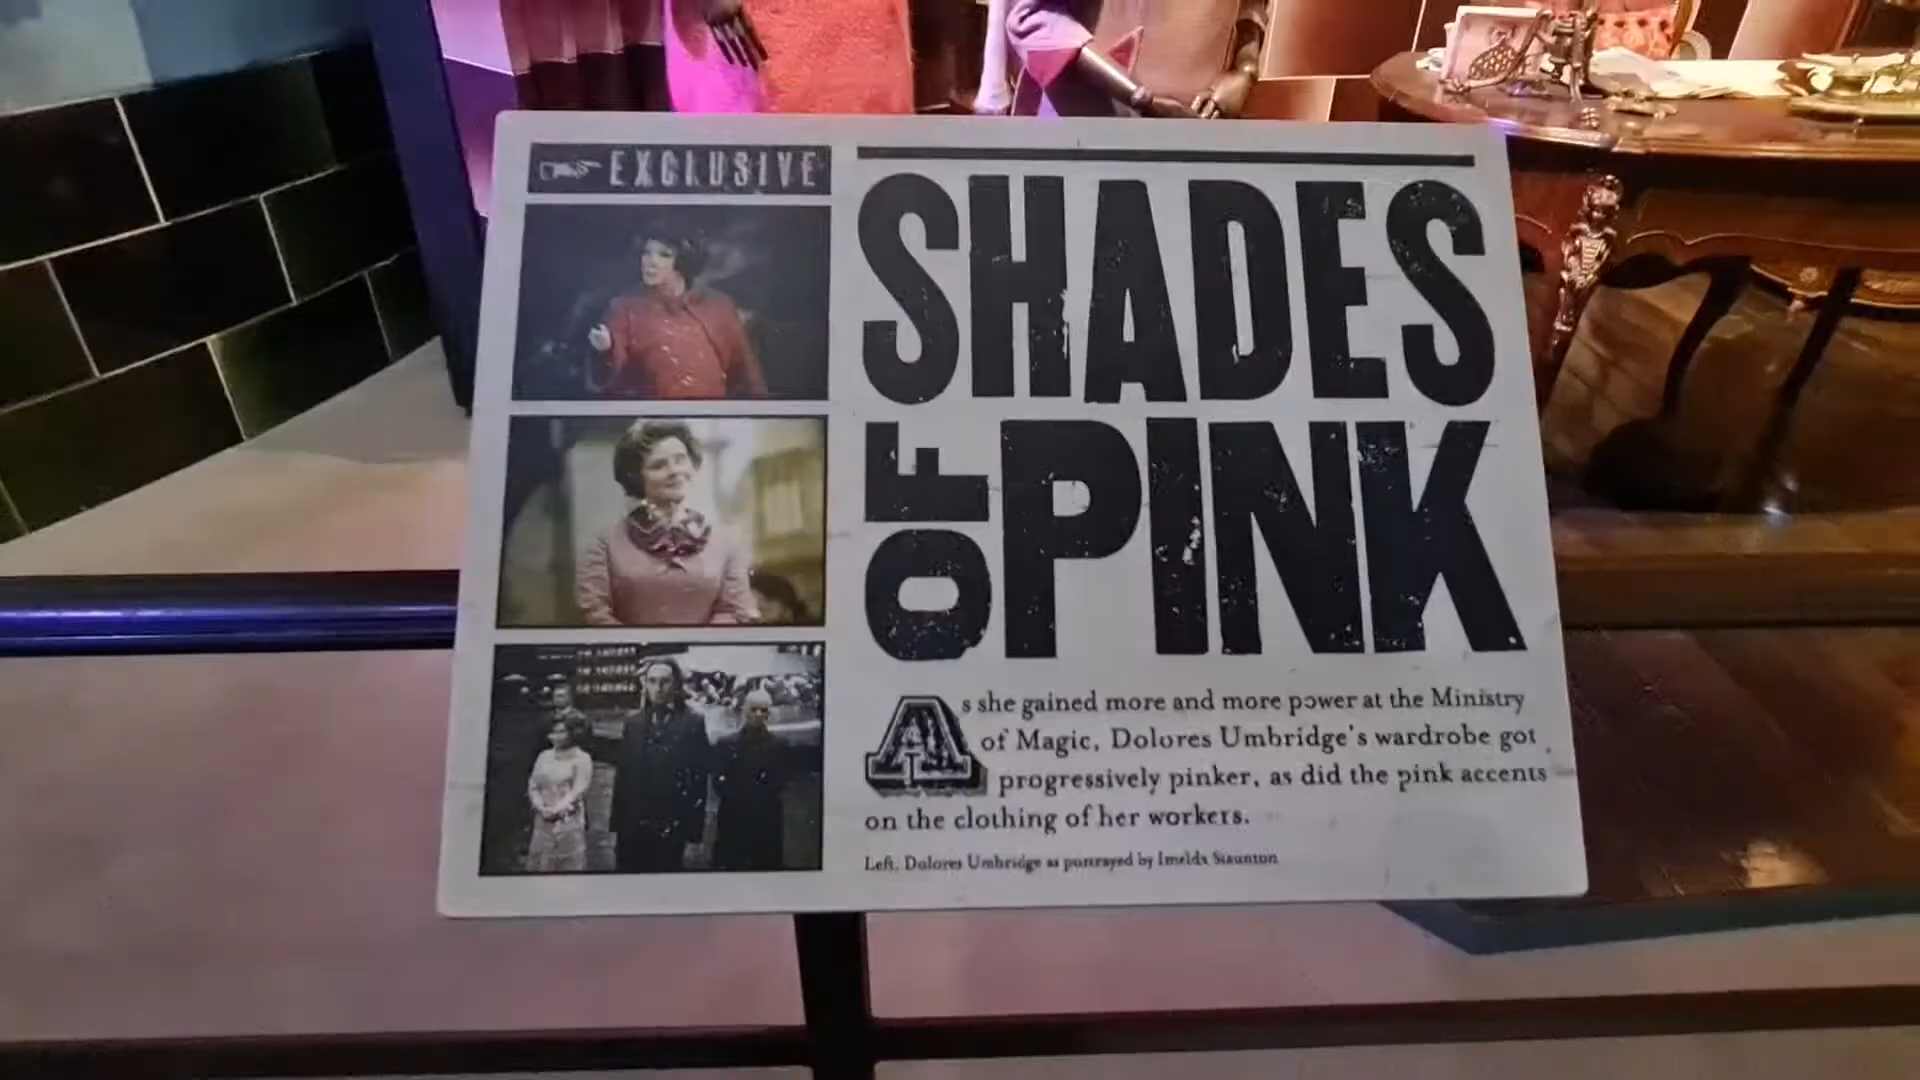 EXCLUSIVE
SHADES
OF PINK
As she gained more and more power at the Ministry
of Magic, Dolores Umbridge's wardrobe got
progressively pinker, as did the pink accents
on the clothing of her workers.
Left, Dolores Umbridge as portrayed by Imelda Staunton